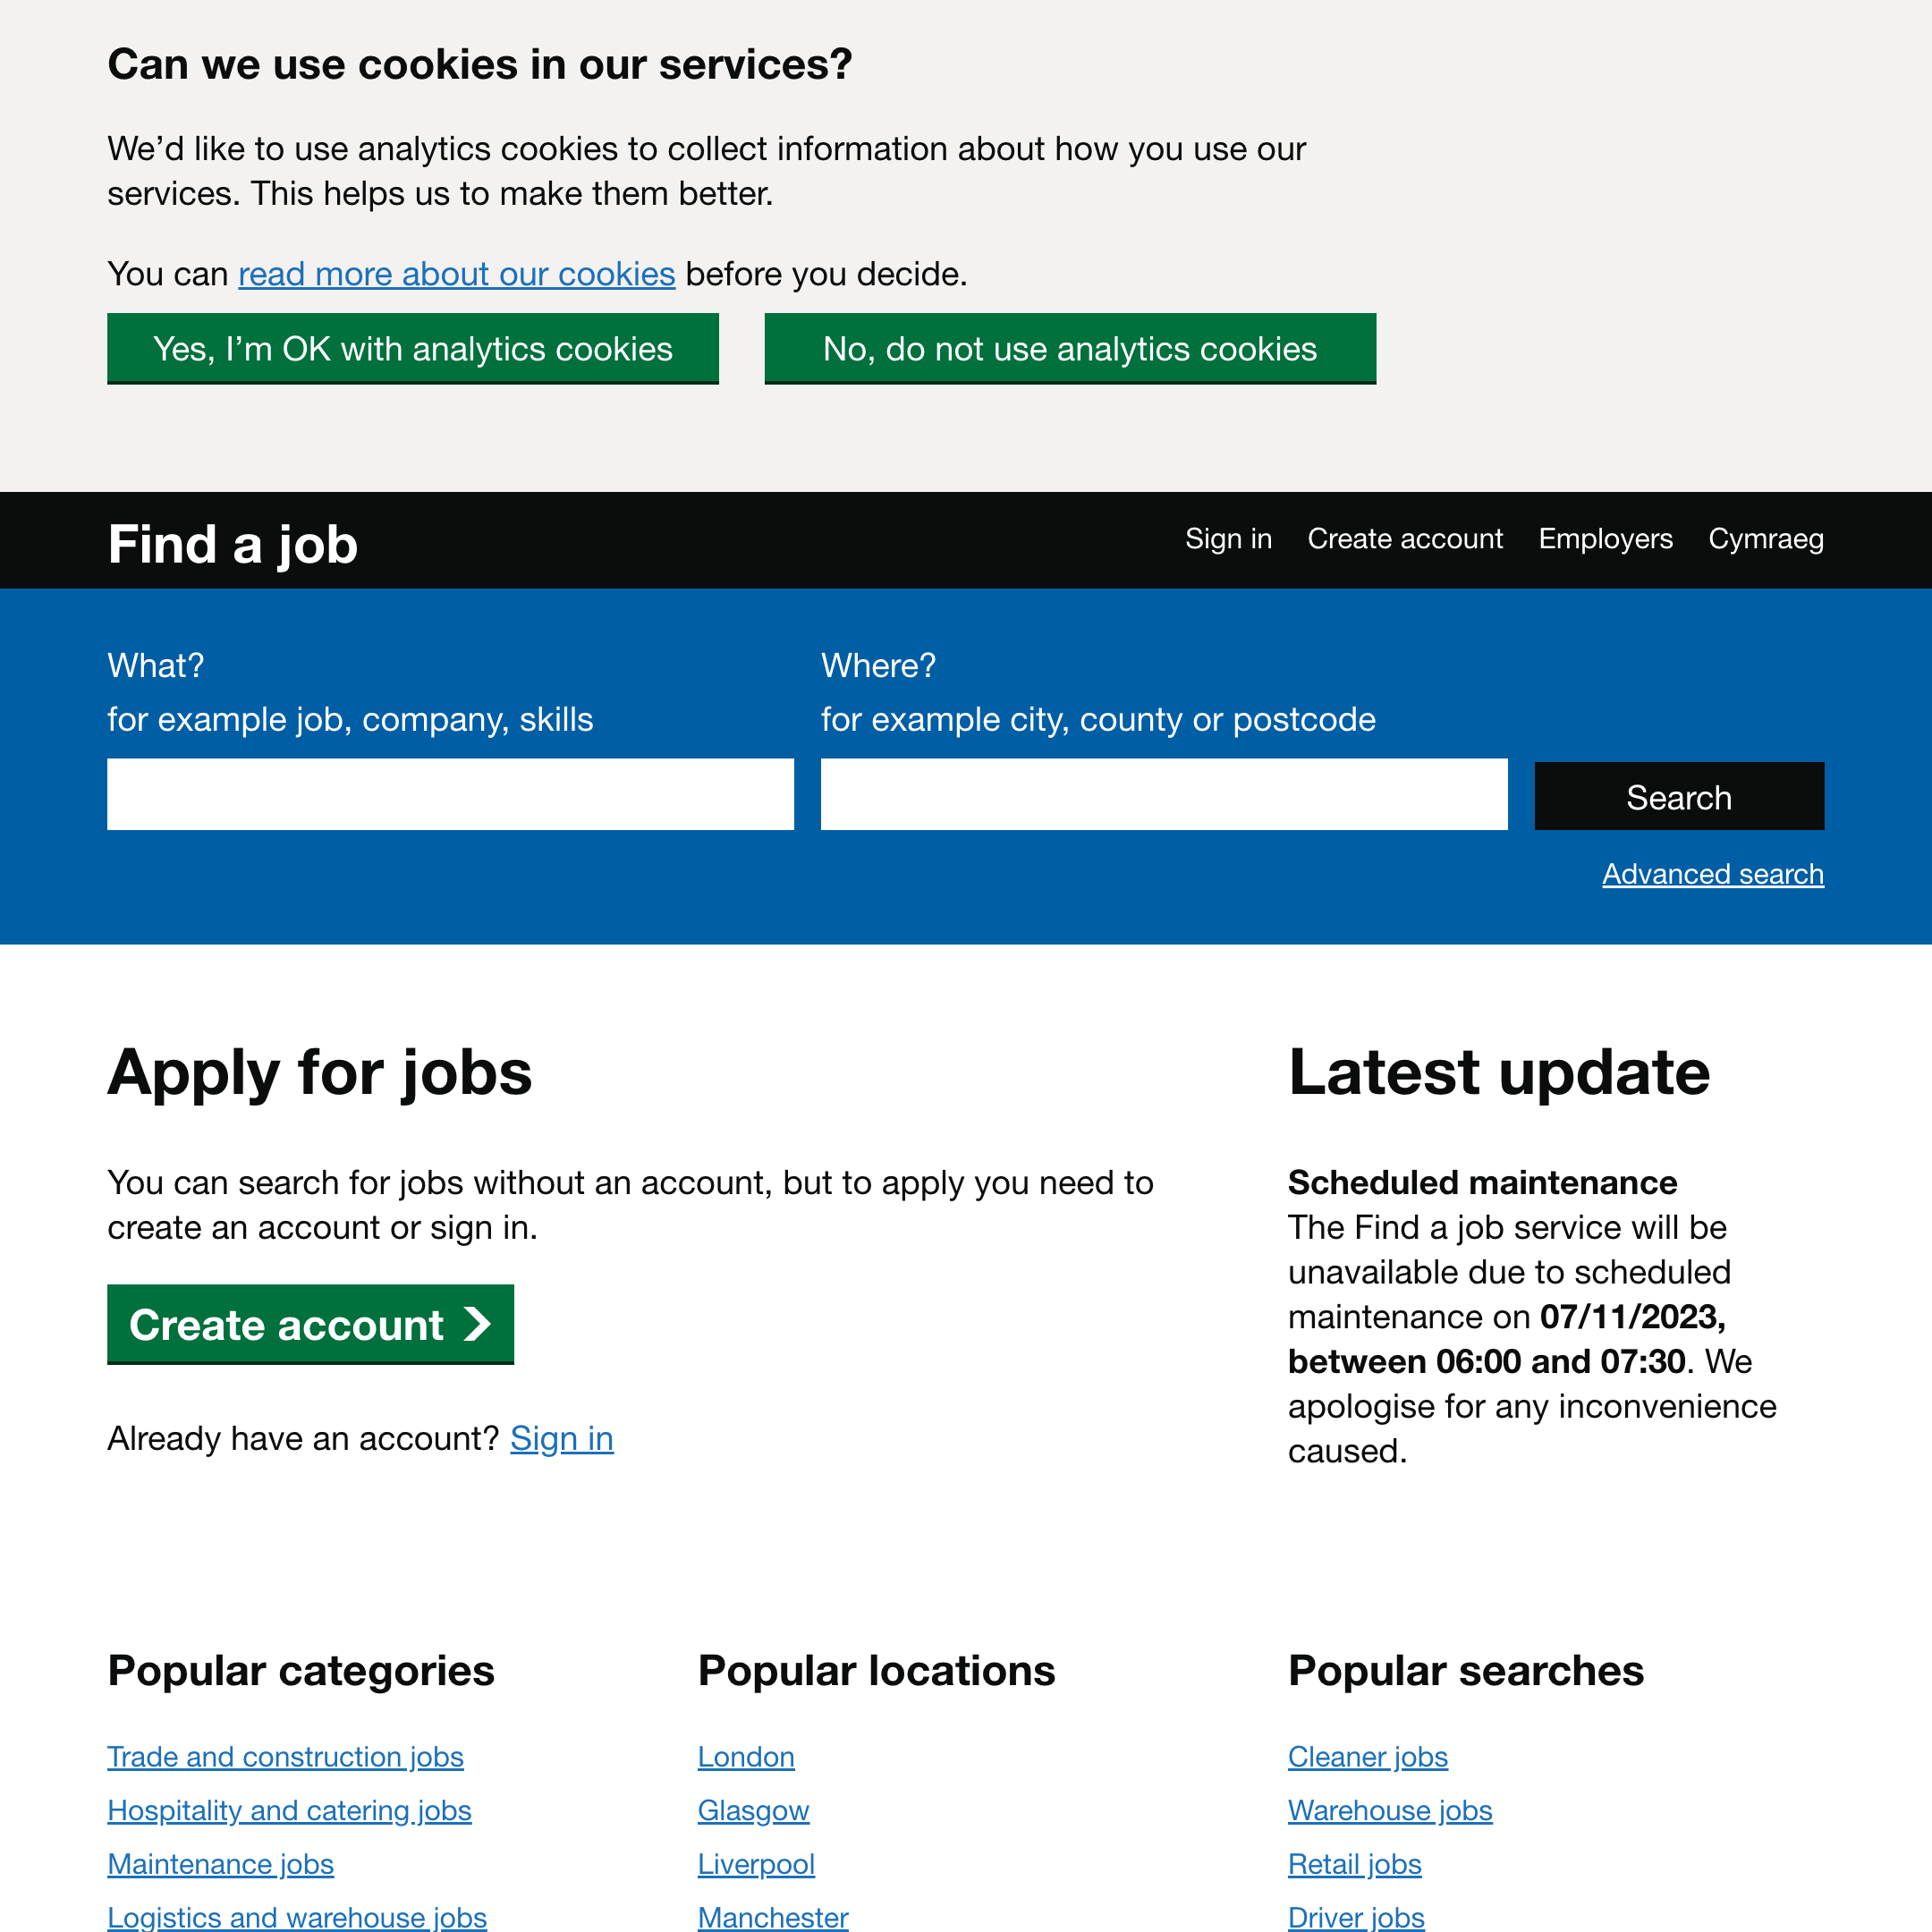 Can we use cookies in our services?
We’d like to use analytics cookies to collect information about how you use our
services. This helps us to make them better.
You can read more about our cookies before you decide.
Yes, I’m OK with analytics cookies
No, do not use analytics cookies
Find a job
Sign in
Create account
Employers
Cymraeg
What?
for example job, company, skills
Where?
for example city, county or postcode
Search
Advanced search
Apply for jobs
You can search for jobs without an account, but to apply you need to
create an account or sign in.
Create account
Already have an account? Sign in
Latest update
Scheduled maintenance
The Find a job service will be
unavailable due to scheduled
maintenance on 07/11/2023,
between 06:00 and 07:30. We
apologise for any inconvenience
caused.
Popular categories
Trade and construction jobs
Hospitality and catering jobs
Maintenance jobs
Logistics and warehouse jobs
Popular locations
London
Glasgow
Liverpool
Manchester
Popular searches
Cleaner jobs
Warehouse jobs
Retail jobs
Driver jobs